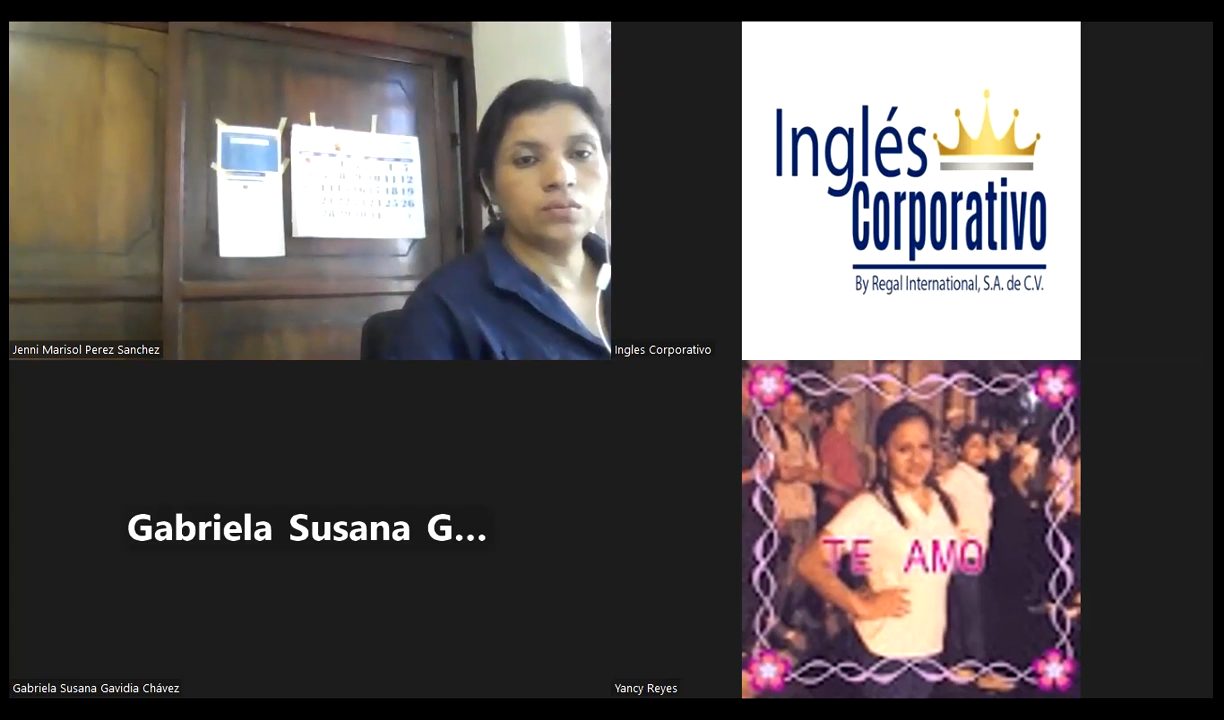 Jenni Marisol Perez Sanchez
Inglés
Corporativo
By Regal International, S.A. de C.V.
Ingles Corporativo
Gabriela Susana G...
Gabriela Susana Gavidia Chávez
TE AMO
Yancy Reyes